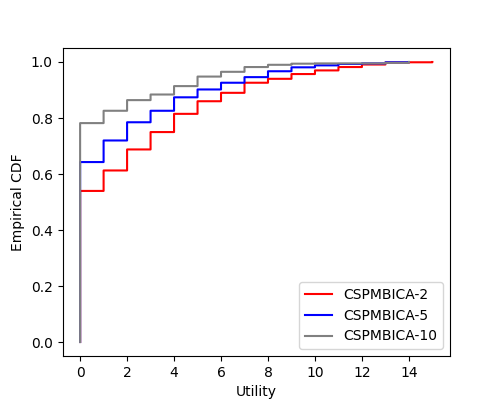 1.0
0.8
0.6
0.4
0.2
0.0
Empirical CDF
0 2 4 6 8 10 12 14
Utility
CSPMBICA-2
CSPMBICA-5
CSPMBICA-10